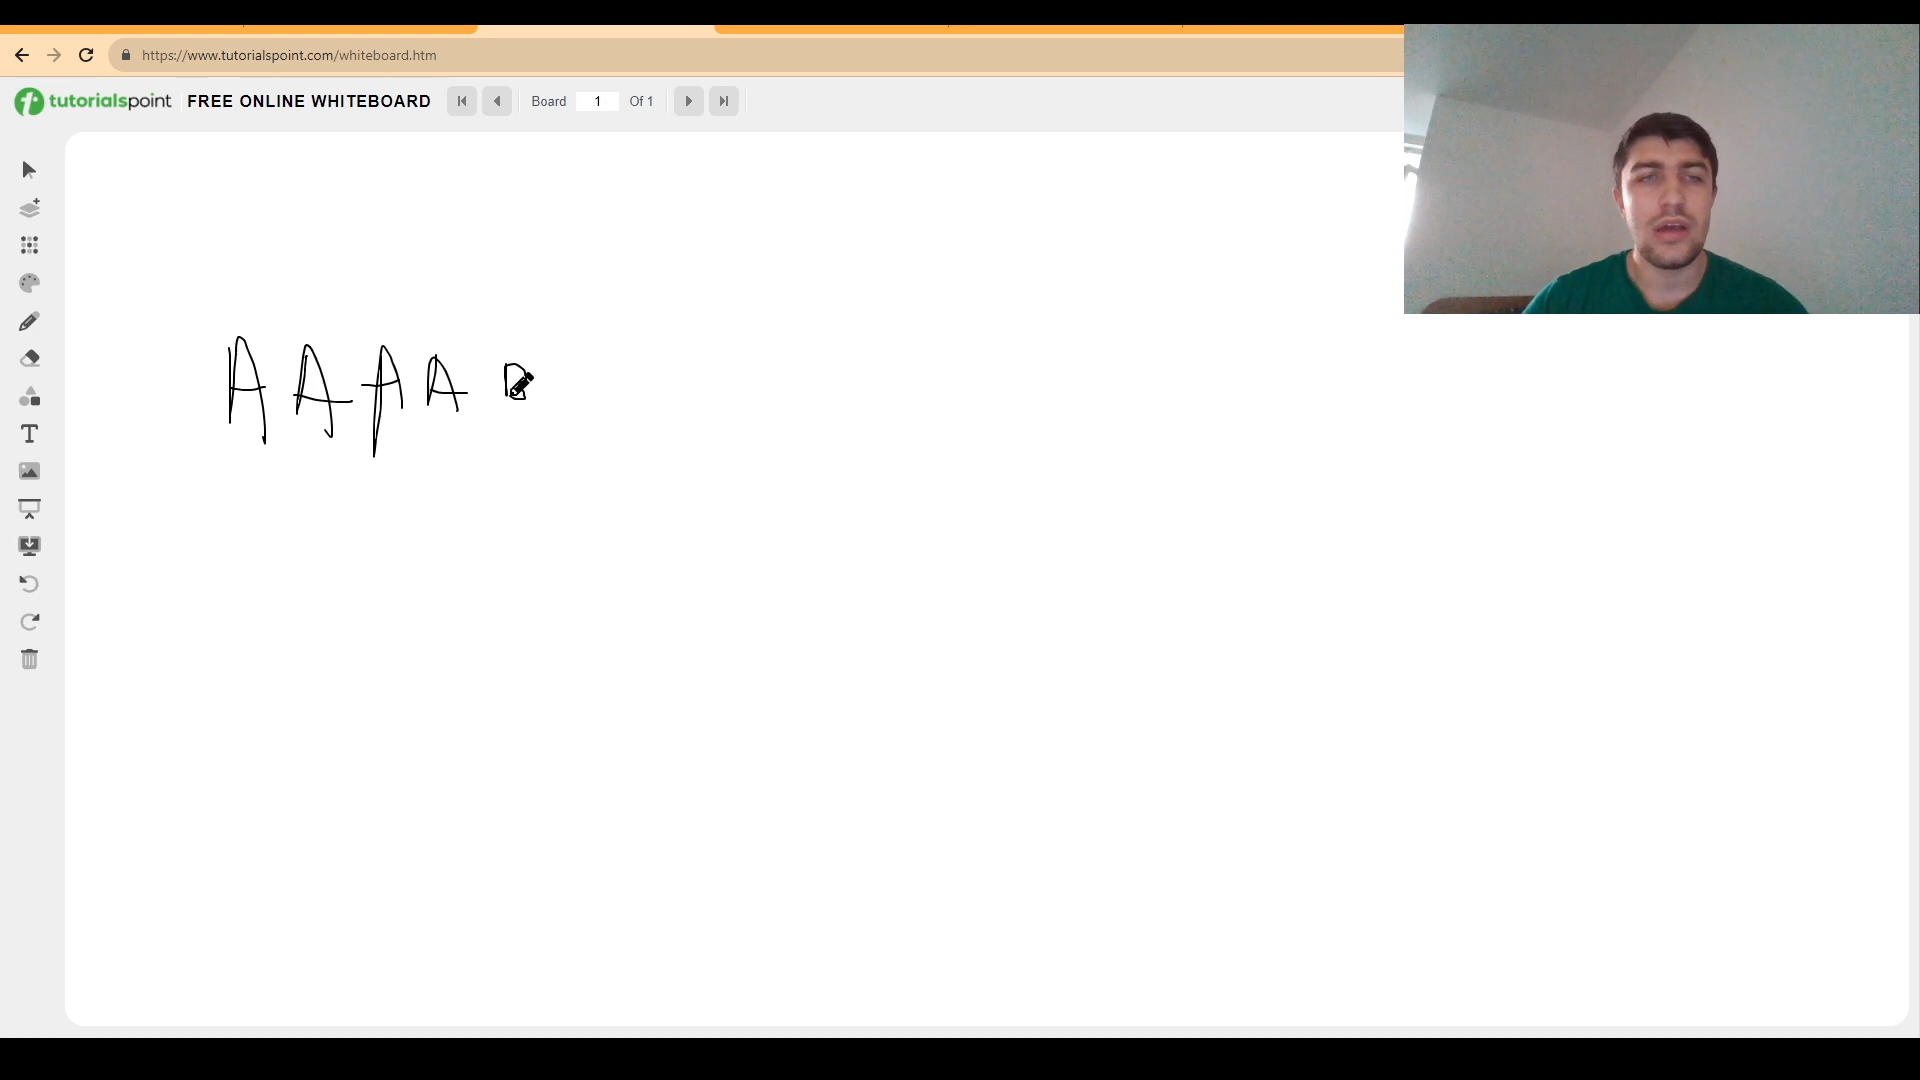 https://www.tutorialspoint.com/whiteboard.htm
tutorialspoint FREE ONLINE WHITEBOARD Board 1 Of 1
T
A A A A B